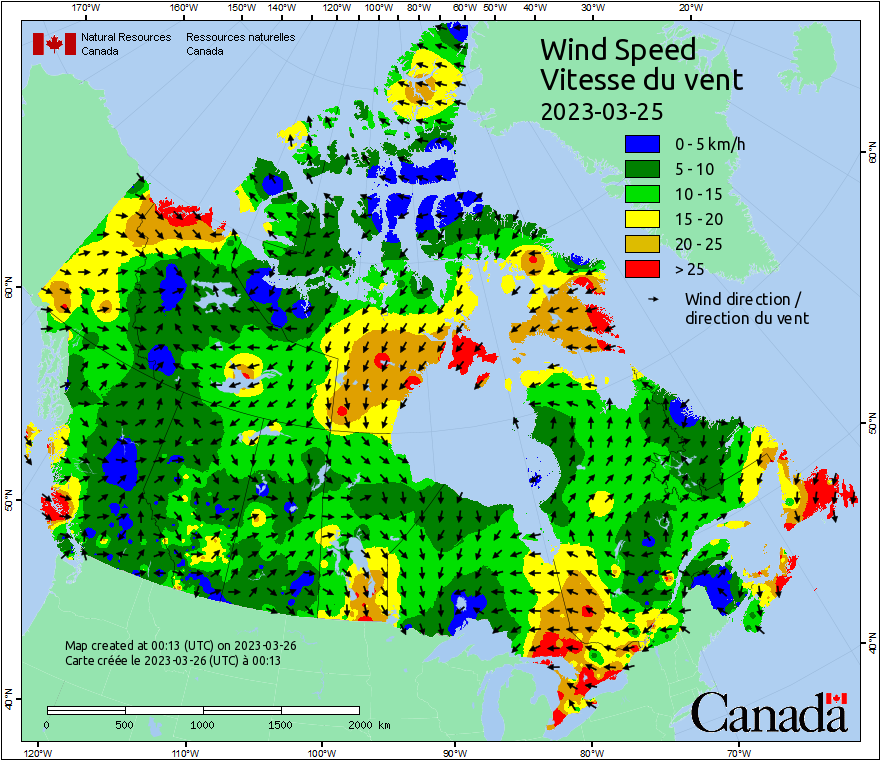 170°W 160°W 150°W 140°W 130°W 120°W 110°W 100°W 90°W 80°W 70°W 60°W 50°W 40°W 30°W 20°W
Natural Resources Canada
Ressources naturelles Canada
Wind Speed
Vitesse du vent
2023-03-25
0 - 5 km/h
5 - 10
10 - 15
15 - 20
20 - 25
> 25
Wind direction /
direction du vent
60°N
60°N
50°N
50°N
40°N
40°N
Map created at 00:13 (UTC) on 2023-03-26
Carte créée le 2023-03-26 (UTC) à 00:13
0 500 1000 1500 2000 km
Canada
120°W 110°W 100°W 90°W 80°W 70°W